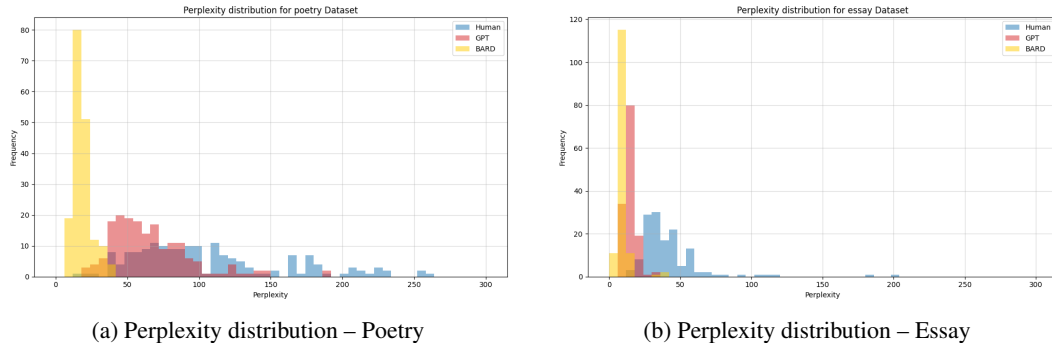 Perplexity distribution for poetry Dataset
Human
GPT
BARD
80
70
60
50
40
30
20
10
0
Frequency
0 50 100 150 200 250 300
Perplexity
(a) Perplexity distribution – Poetry
Perplexity distribution for essay Dataset
Human
GPT
BARD
120
100
80
60
40
20
0
Frequency
0 50 100 150 200 250 300
Perplexity
(b) Perplexity distribution – Essay